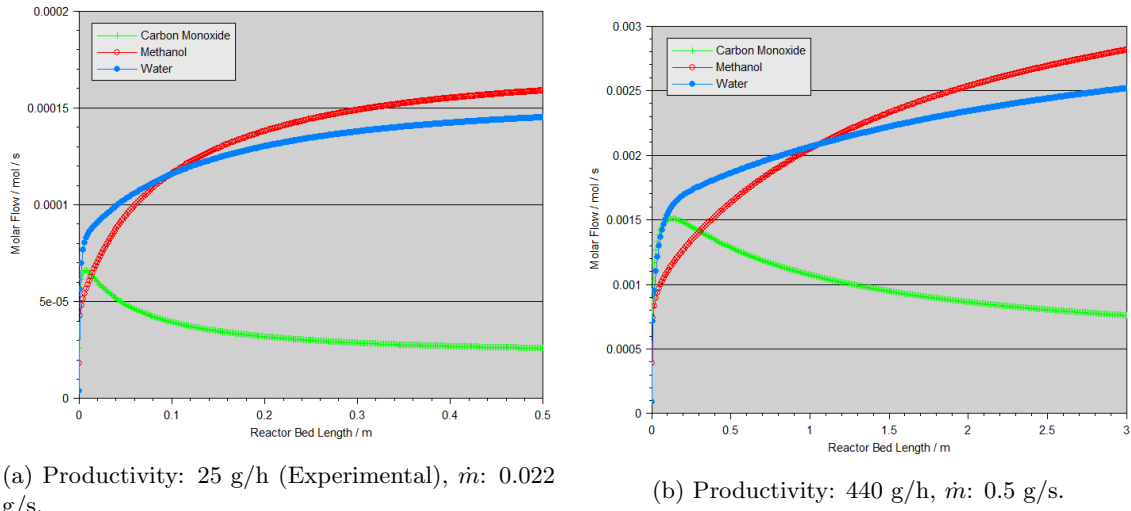 0.0002
0.00015
0.0001
5e-05
0
Molar Flow / mol / s
Carbon Monoxide
Methanol
Water
0 0.1 0.2 0.3 0.4 0.5
Reactor Bed Length / m
(a) Productivity: 25 g/h (Experimental), ṁ: 0.022
g/s.
0.003
0.0025
0.002
0.0015
0.001
0.0005
0
Molar Flow / mol / s
Carbon Monoxide
Methanol
Water
0 0.5 1 1.5 2 2.5 3
Reactor Bed Length / m
(b) Productivity: 440 g/h, ṁ: 0.5 g/s.